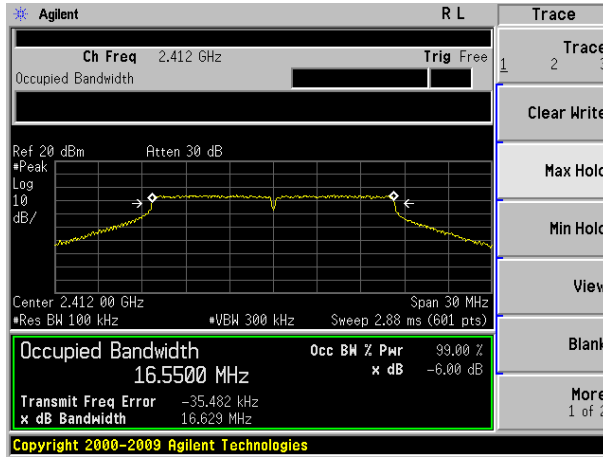 Agilent R L Trace
Ch Freq 2.412 GHz Trig Free
Occupied Bandwidth
Trace
1 2 3
Clear Write
Max Hold
Min Hold
View
Blank
More
1 of 2
Ref 20 dBm Atten 30 dB
#Peak
Log
10
dB/
Center 2.412 00 GHz Span 30 MHz
#Res BW 100 kHz #VBW 300 kHz Sweep 2.88 ms (601 pts)
Occupied Bandwidth Occ BW % Pwr 99.00 %
16.5500 MHz x dB -6.00 dB
Transmit Freq Error -35.482 kHz
x dB Bandwidth 16.629 MHz
Copyright 2000-2009 Agilent Technologies